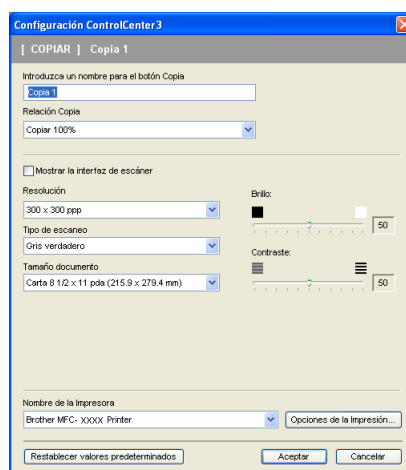 Configuración ControlCenter3
[ COPIAR ] Copia 1
Introduzca un nombre para el botón Copia
Copia 1
Relación Copia
Copiar 100%
Mostrar la interfaz de escáner
Resolución
300 x 300 ppp
Tipo de escaneo
Gris verdadero
Tamaño documento
Carta 8 1/2 x 11 pda (215.9 x 279.4 mm)
Brillo:
50
Contraste:
50
Nombre de la Impresora
Brother MFC- XXXX Printer
Opciones de la Impresión...
Restablecer valores predeterminados
Aceptar
Cancelar